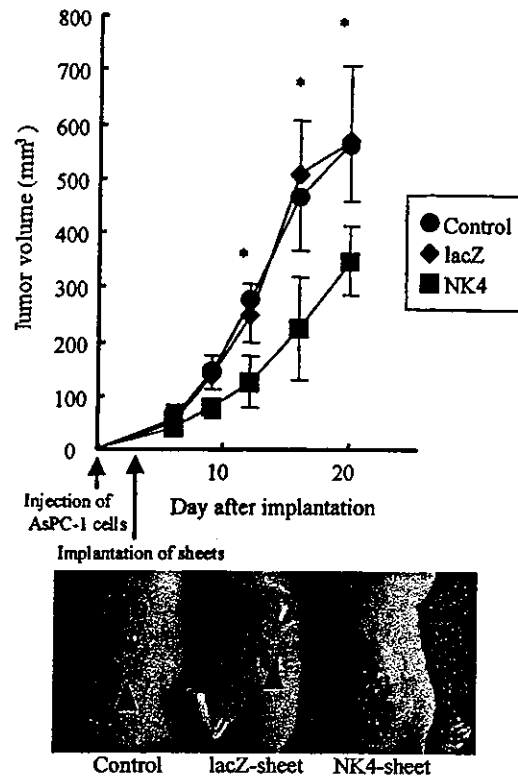 800
700
600
500
400
300
200
100
0
Tumor volume (mm³)
*
*
*
Control
lacZ
NK4
10
20
Injection of
AsPC-1 cells
Day after implantation
Implantation of sheets
Control lacZ-sheet NK4-sheet